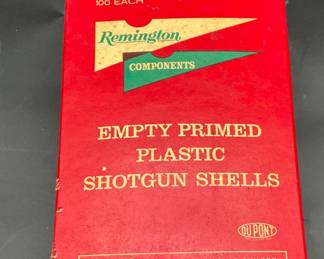 100 EACH
Remington
COMPONENTS
EMPTY PRIMED
PLASTIC
SHOTGUN SHELLS
DU PONT